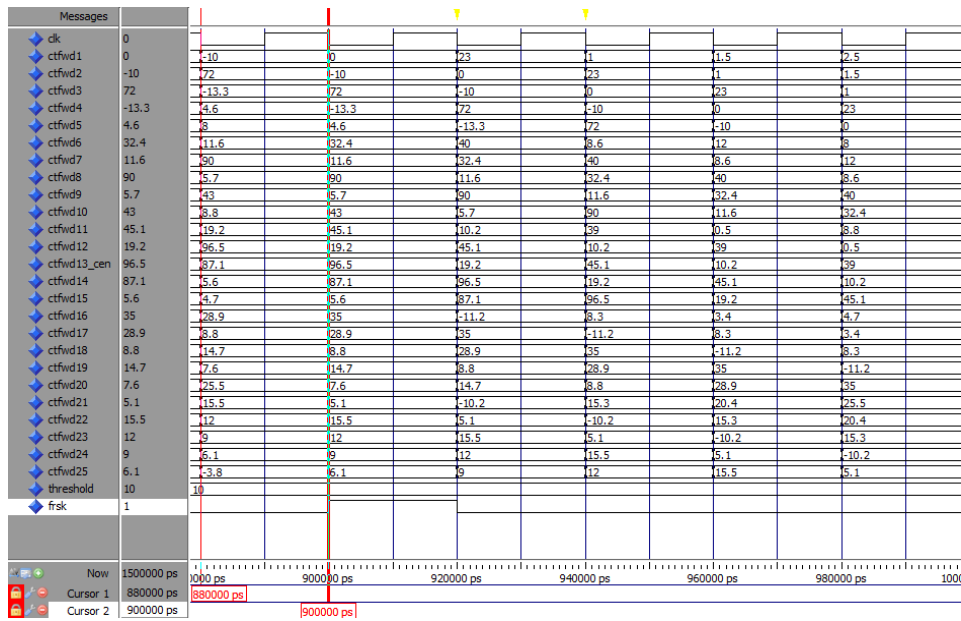 Messages
clk 0
ctfwd1 0 -10 0 23 1 1.5 2.5
ctfwd2 -10 72 -10 0 23 1 1.5
ctfwd3 72 -13.3 72 -10 0 23 1
ctfwd4 -13.3 4.6 -13.3 72 -10 0 23
ctfwd5 4.6 8 4.6 -13.3 72 -10 0
ctfwd6 32.4 11.6 32.4 40 8.6 12 8
ctfwd7 11.6 90 11.6 32.4 40 8.6 12
ctfwd8 90 5.7 90 11.6 32.4 40 8.6
ctfwd9 5.7 43 5.7 90 11.6 32.4 40
ctfwd10 43 8.8 43 5.7 90 11.6 32.4
ctfwd11 45.1 19.2 45.1 10.2 39 0.5 8.8
ctfwd12 19.2 96.5 19.2 45.1 10.2 39 0.5
ctfwd13_cen 96.5 87.1 96.5 19.2 45.1 10.2 39
ctfwd14 87.1 5.6 87.1 96.5 19.2 45.1 10.2
ctfwd15 5.6 4.7 5.6 87.1 96.5 19.2 45.1
ctfwd16 35 28.9 35 -11.2 8.3 3.4 4.7
ctfwd17 28.9 8.8 28.9 35 -11.2 8.3 3.4
ctfwd18 8.8 14.7 8.8 28.9 35 -11.2 8.3
ctfwd19 14.7 7.6 14.7 8.8 28.9 35 -11.2
ctfwd20 7.6 25.5 7.6 14.7 8.8 28.9 35
ctfwd21 5.1 15.5 5.1 -10.2 15.3 20.4 25.5
ctfwd22 15.5 12 15.5 5.1 -10.2 15.3 20.4
ctfwd23 12 9 12 15.5 5.1 -10.2 15.3
ctfwd24 9 6.1 9 12 15.5 5.1 -10.2
ctfwd25 6.1 -3.8 6.1 9 12 15.5 5.1
threshold 10 10
frsk 1
Now 1500000 ps 900000 ps 920000 ps 940000 ps 960000 ps 980000 ps
Cursor 1 880000 ps 880000 ps
Cursor 2 900000 ps 900000 ps